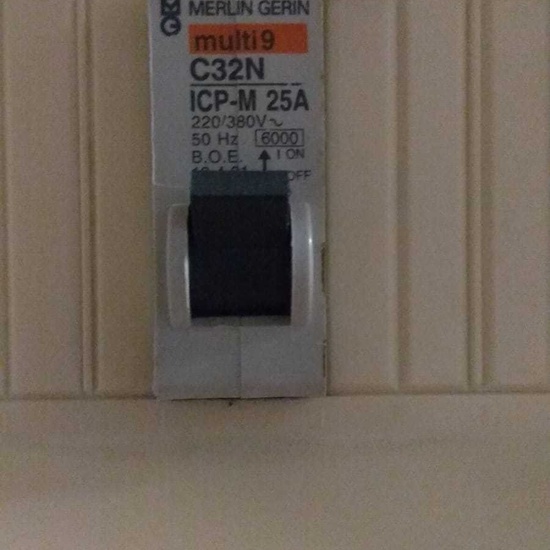 MERLIN GERIN
multi9
C32N
ICP-M 25A
220/380V~
50 Hz 6000
B.O.E. I ON
OFF